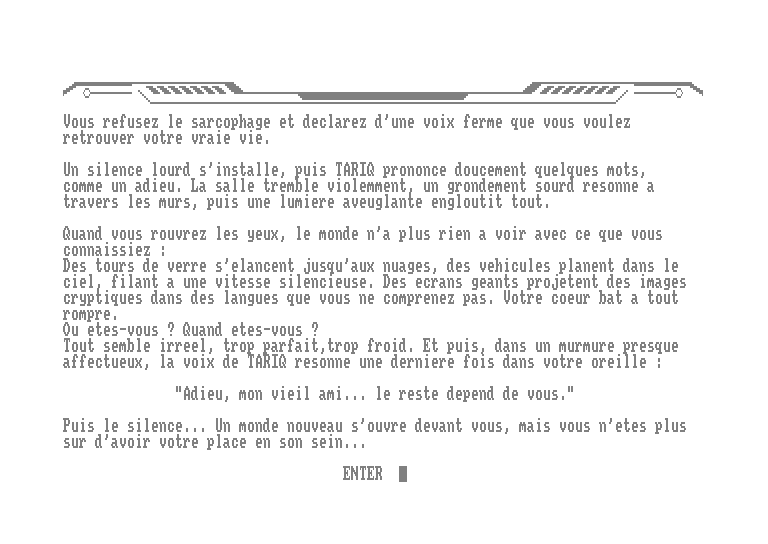 Vous refusez le sarcophage et declarez d'une voix ferme que vous voulez
retrouver votre vraie vie.
Un silence lourd s'installe, puis TARIQ prononce doucement quelques mots,
comme un adieu. La salle tremble violemment, un grondement sourd resonne a
travers les murs, puis une lumiere aveuglante engloutit tout.
Quand vous rouvrez les yeux, le monde n'a plus rien a voir avec ce que vous
connaissiez :
Des tours de verre s'elancent jusqu'aux nuages, des vehicules planent dans le
ciel, filant a une vitesse silencieuse. Des ecrans geants projetent des images
cryptiques dans des langues que vous ne comprenez pas. Votre coeur bat a tout
rompre.
Ou etes-vous ? Quand etes-vous ?
Tout semble irreel, trop parfait,trop froid. Et puis, dans un murmure presque
affectueux, la voix de TARIQ resonne une derniere fois dans votre oreille :
"Adieu, mon vieil ami... le reste depend de vous."
Puis le silence... Un monde nouveau s'ouvre devant vous, mais vous n'etes plus
sur d'avoir votre place en son sein...
ENTER